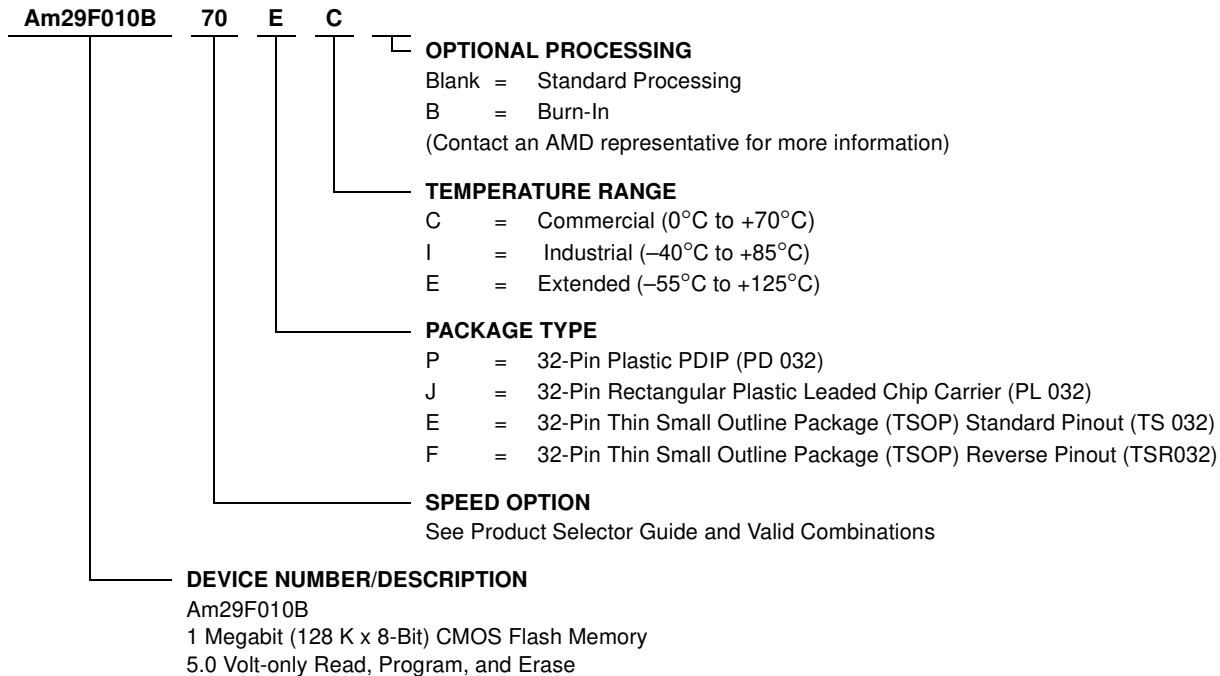 Am29F010B 70 E C
OPTIONAL PROCESSING
Blank = Standard Processing
B = Burn-In
(Contact an AMD representative for more information)
TEMPERATURE RANGE
C = Commercial (0°C to +70°C)
I = Industrial (–40°C to +85°C)
E = Extended (–55°C to +125°C)
PACKAGE TYPE
P = 32-Pin Plastic PDIP (PD 032)
J = 32-Pin Rectangular Plastic Leaded Chip Carrier (PL 032)
E = 32-Pin Thin Small Outline Package (TSOP) Standard Pinout (TS 032)
F = 32-Pin Thin Small Outline Package (TSOP) Reverse Pinout (TSR032)
SPEED OPTION
See Product Selector Guide and Valid Combinations
DEVICE NUMBER/DESCRIPTION
Am29F010B
1 Megabit (128 K x 8-Bit) CMOS Flash Memory
5.0 Volt-only Read, Program, and Erase